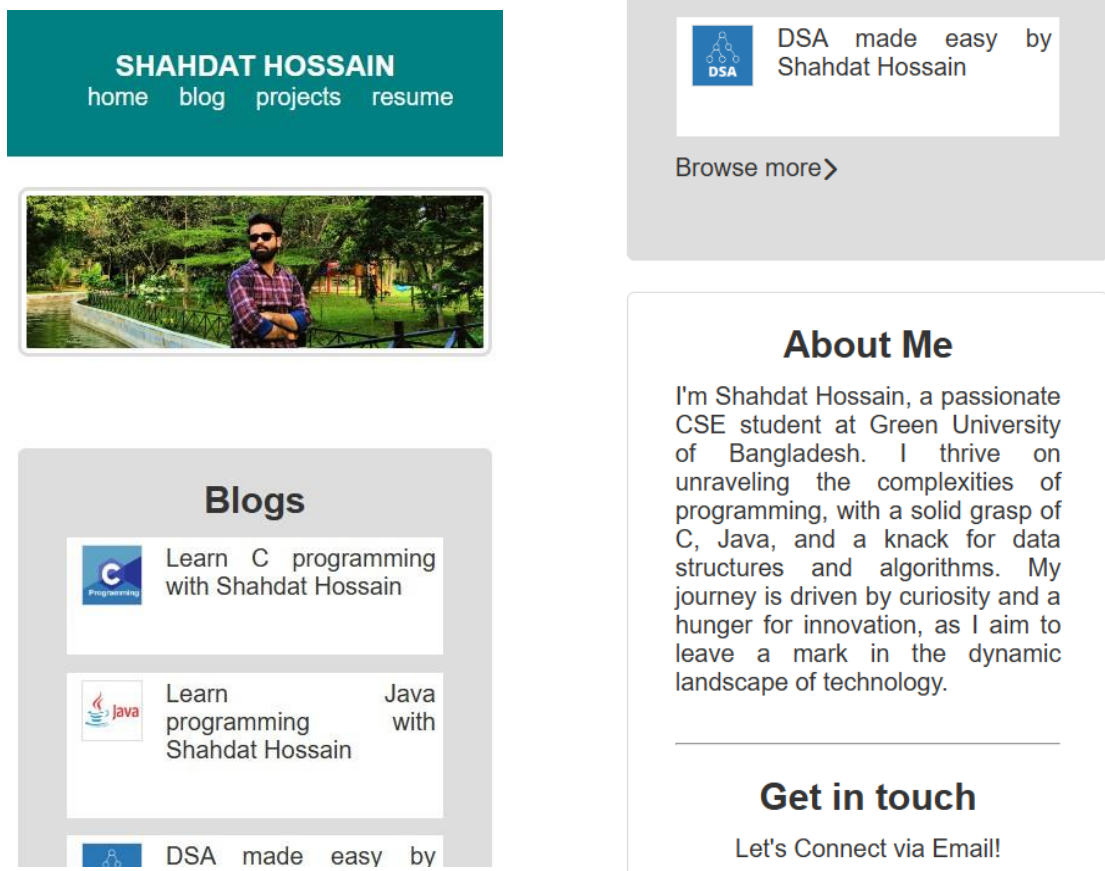 SHAHDAT HOSSAIN
home blog projects resume
Blogs
C
Programming
Learn C programming
with Shahdat Hossain
Java
Learn Java
programming with
Shahdat Hossain
DSA made easy by
DSA
DSA made easy by
Shahdat Hossain
Browse more
About Me
I'm Shahdat Hossain, a passionate
CSE student at Green University
of Bangladesh. I thrive on
unraveling the complexities of
programming, with a solid grasp of
C, Java, and a knack for data
structures and algorithms. My
journey is driven by curiosity and a
hunger for innovation, as I aim to
leave a mark in the dynamic
landscape of technology.
Get in touch
Let's Connect via Email!